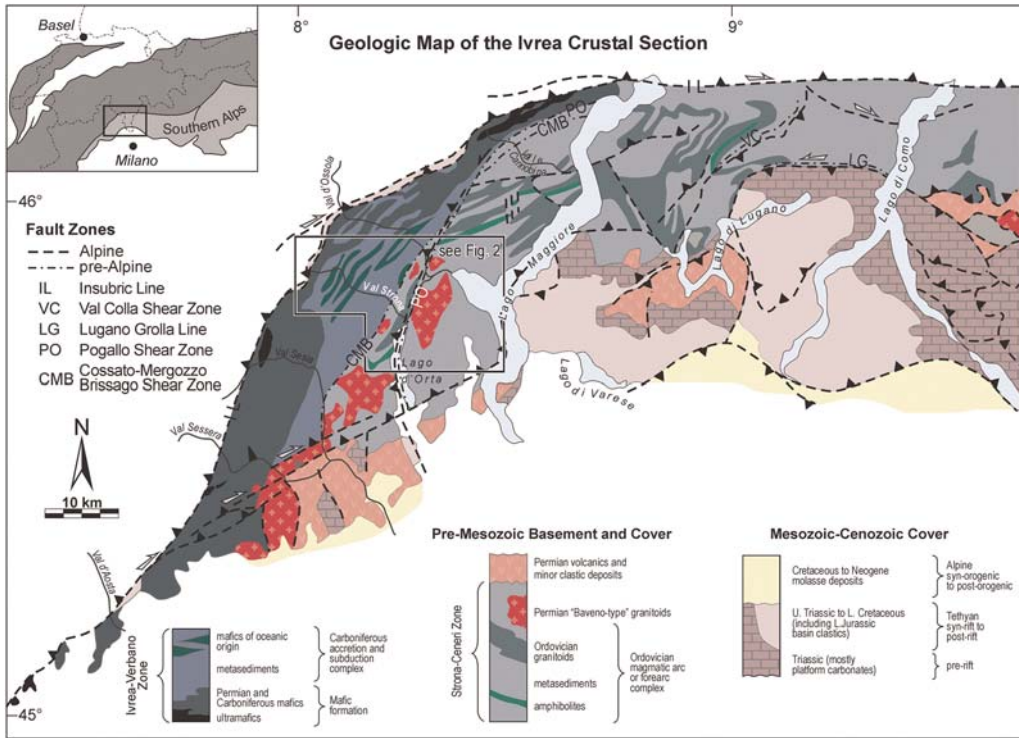 Geologic Map of the Ivrea Crustal Section
8°
9°
46°
45°
Basel
Southern Alps
Milano
Fault Zones
Alpine
pre-Alpine
IL Insubric Line
VC Val Colla Shear Zone
LG Lugano Grolla Line
PO Pogallo Shear Zone
CMB Cossato-Mergozzo
Brissago Shear Zone
N
10 km
IL
PO
CMB
VC
LG
Val d'Ossola
see Fig. 2
Val Strona
PO
CMB
Lago
d'Orta
Lago Maggiore
Lago di Lugano
Lago di Como
Lago di Varese
Val Sesia
IL
Val Sessera
Val d'Aosta
Ivrea-Verbano
Zone
mafics of oceanic
origin
metasediments
Permian and
Carboniferous mafics
ultramafics
Carboniferous
accretion and
subduction
complex
Mafic
formation
Pre-Mesozoic Basement and Cover
Strona-Ceneri Zone
Permian volcanics and
minor clastic deposits
Permian "Baveno-type" granitoids
Ordovician
granitoids
metasediments
amphibolites
Ordovician
magmatic arc
or forearc
complex
Mesozoic-Cenozoic Cover
Cretaceous to Neogene
molasse deposits
U. Triassic to L. Cretaceous
(including L.Jurassic
basin clastics)
Triassic (mostly
platform carbonates)
Alpine
syn-orogenic
to post-orogenic
Tethyan
syn-rift to
post-rift
pre-rift